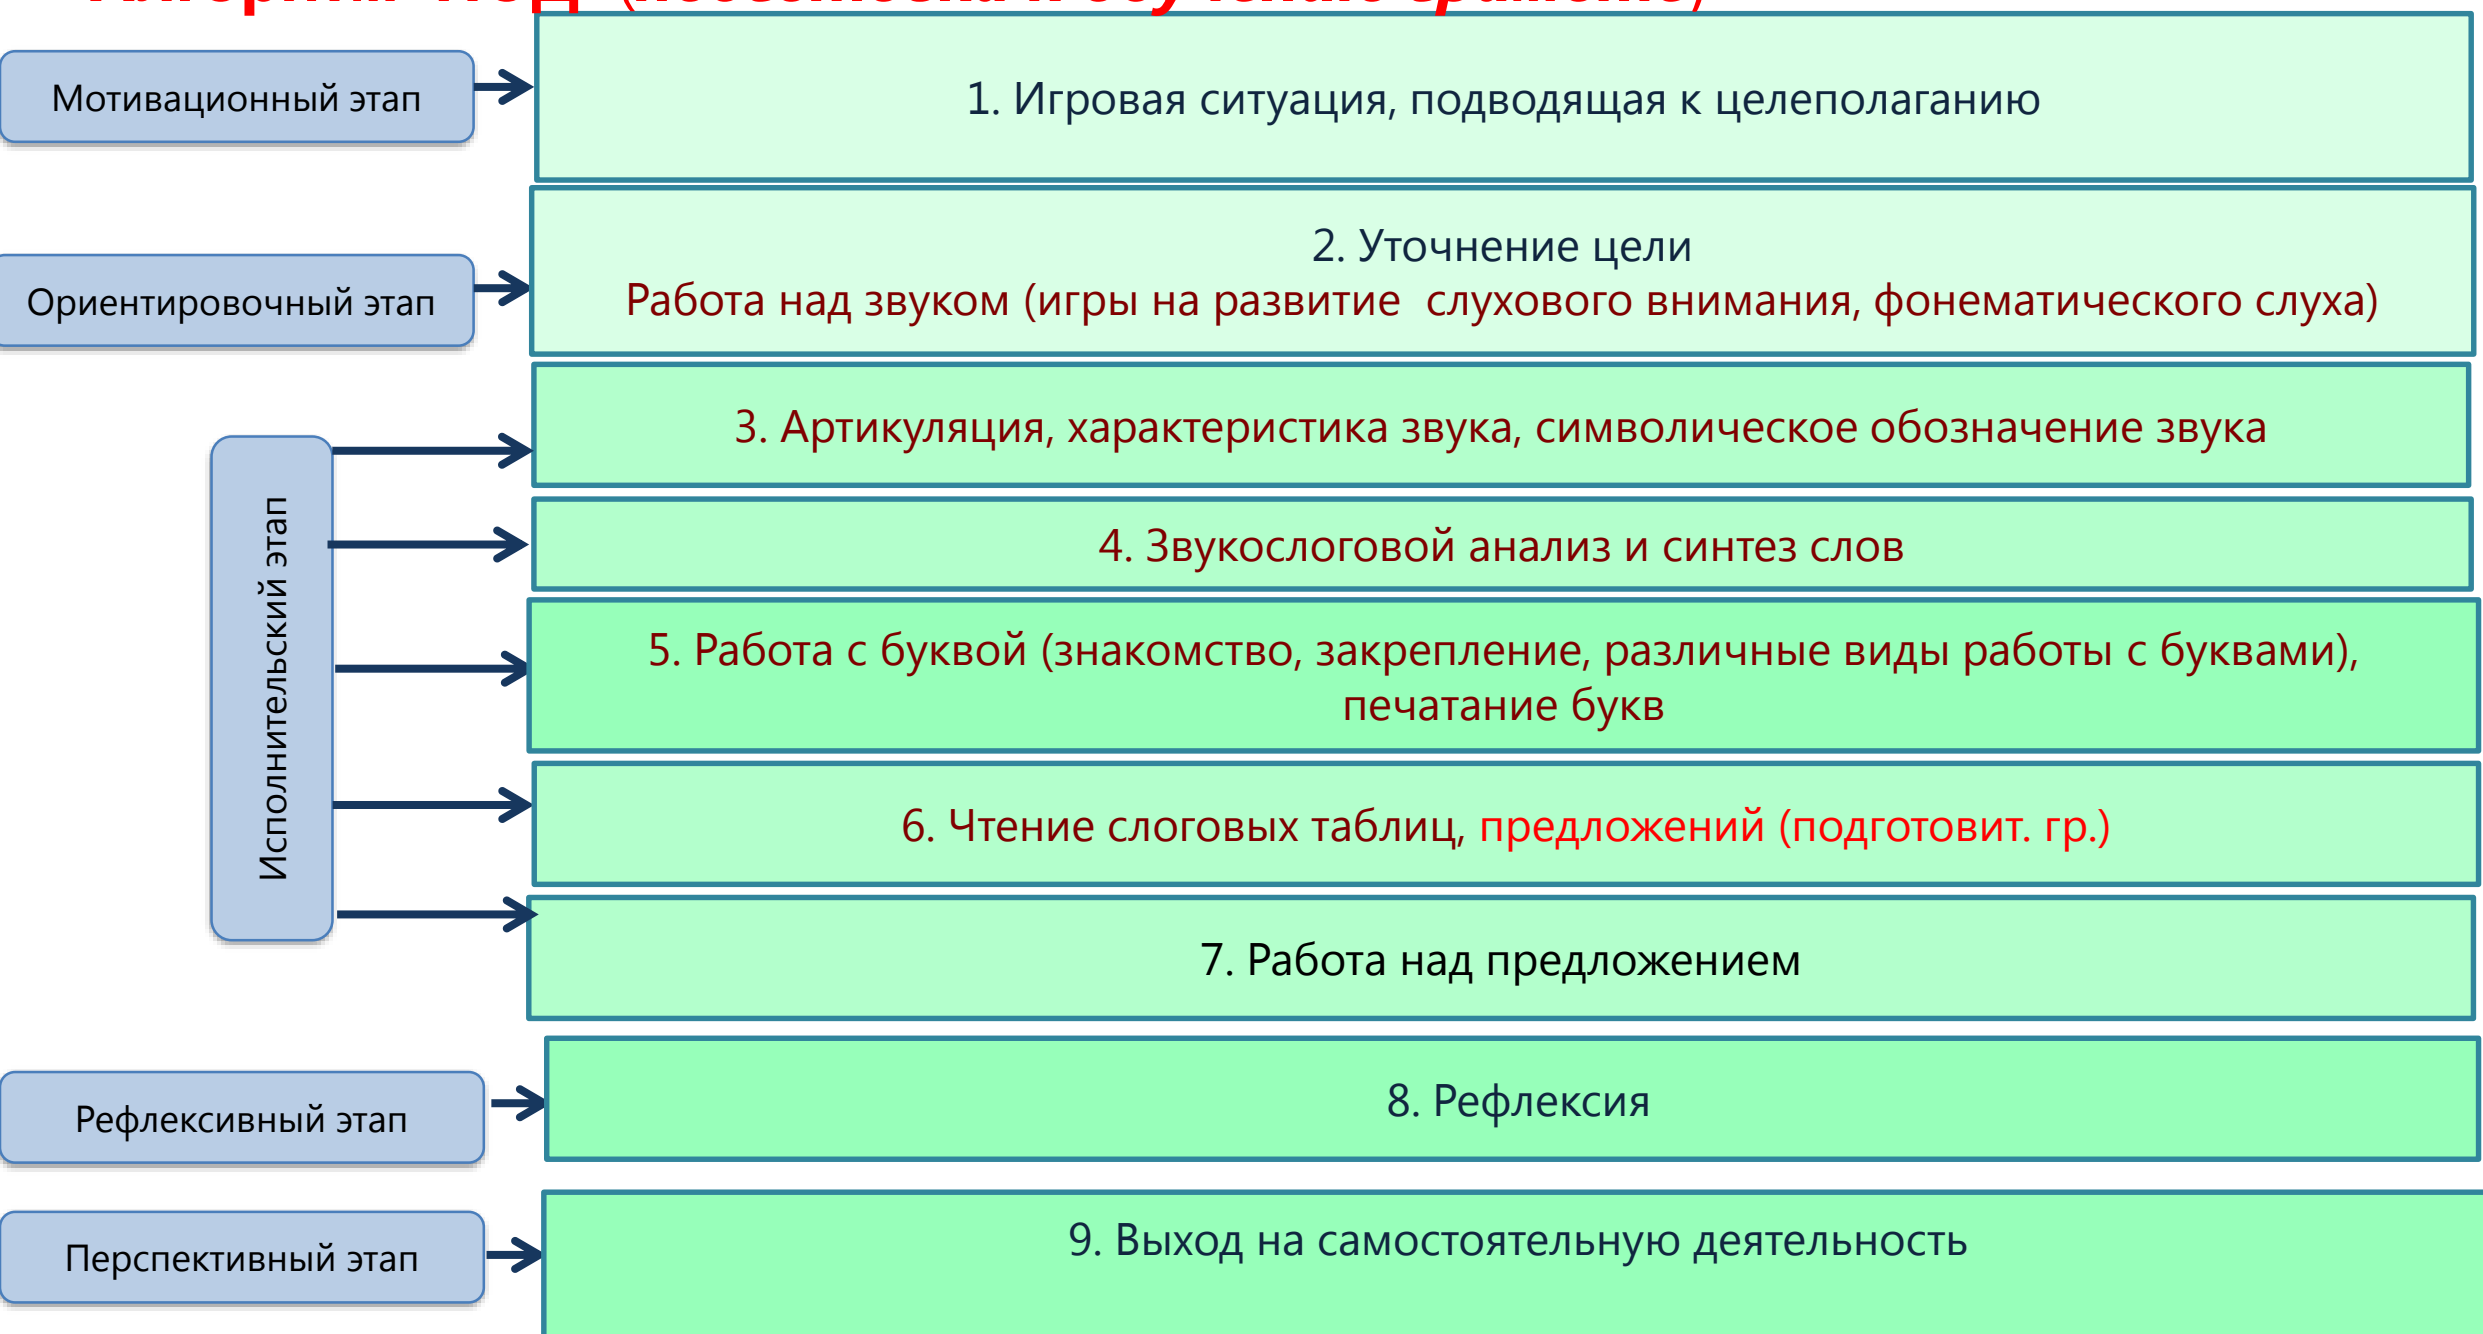 (подготовка к обучению грамоте)
Мотивационный этап
1. Игровая ситуация, подводящая к целеполаганию
Ориентировочный этап
2. Уточнение цели
Работа над звуком (игры на развитие слухового внимания, фонематического слуха)
Исполнительский этап
3. Артикуляция, характеристика звука, символическое обозначение звука
4. Звукослоговой анализ и синтез слов
5. Работа с буквой (знакомство, закрепление, различные виды работы с буквами),
печатание букв
6. Чтение слоговых таблиц, предложений (подготовит. гр.)
7. Работа над предложением
Рефлексивный этап
8. Рефлексия
Перспективный этап
9. Выход на самостоятельную деятельность